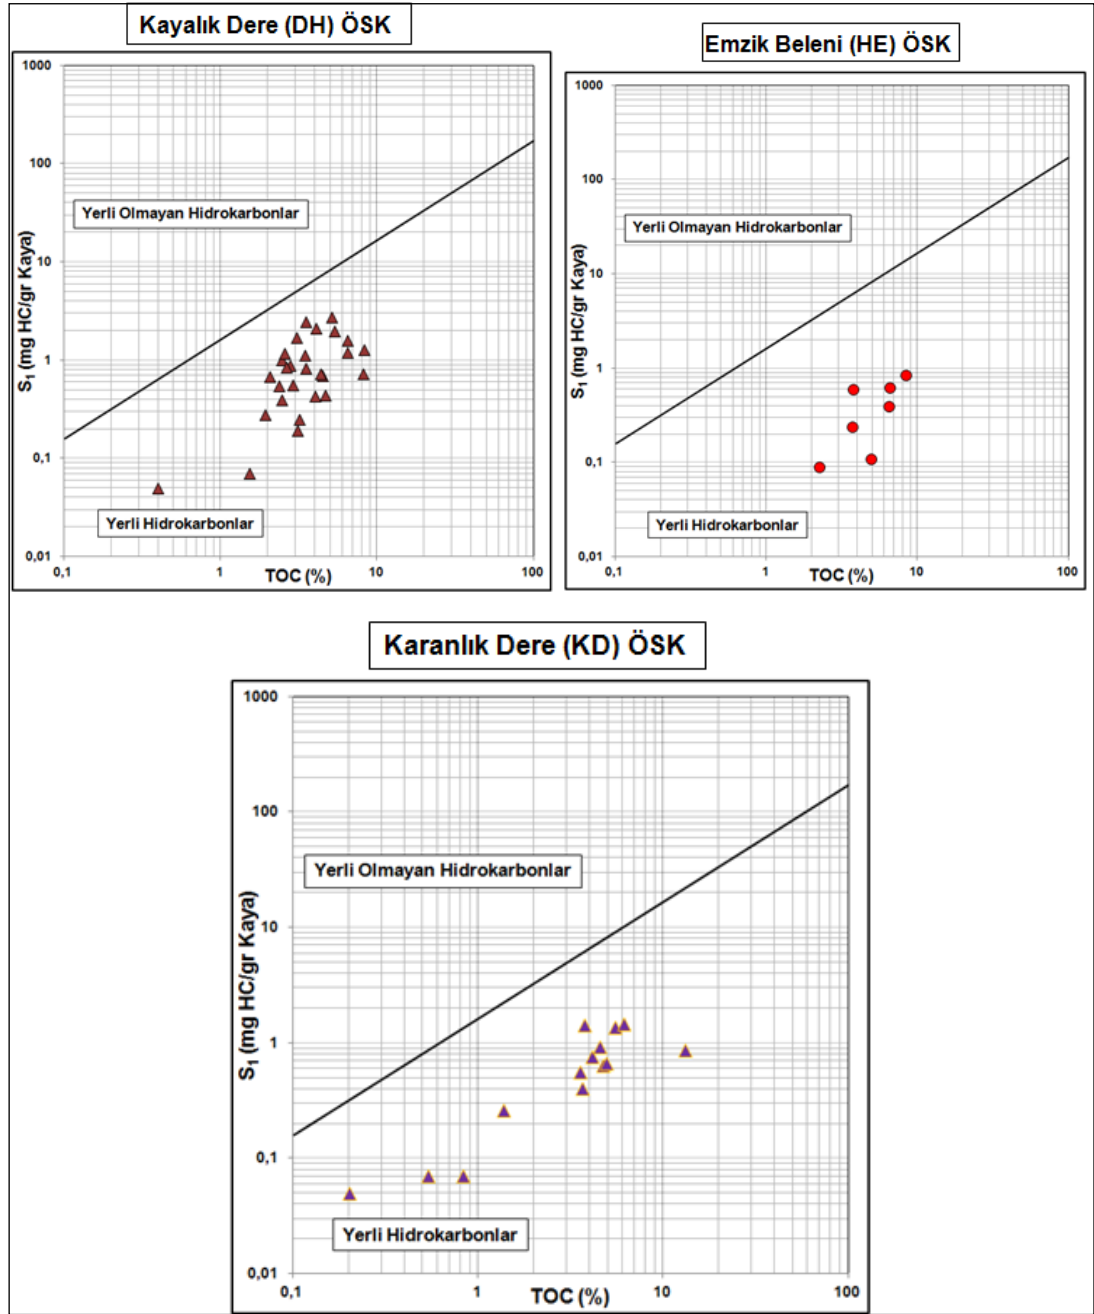 Kayalık Dere (DH) ÖSK
1000
100
10
1
0,1
0,01
S₁ (mg HC/gr Kaya)
Yerli Olmayan Hidrokarbonlar
Yerli Hidrokarbonlar
0,1
1
10
100
TOC (%)
Emzik Beleni (HE) ÖSK
1000
100
10
1
0,1
0,01
S₁ (mg HC/gr Kaya)
Yerli Olmayan Hidrokarbonlar
Yerli Hidrokarbonlar
0,1
1
10
100
TOC (%)
Karanlık Dere (KD) ÖSK
1000
100
10
1
0,1
0,01
S₁ (mg HC/gr Kaya)
Yerli Olmayan Hidrokarbonlar
Yerli Hidrokarbonlar
0,1
1
10
100
TOC (%)